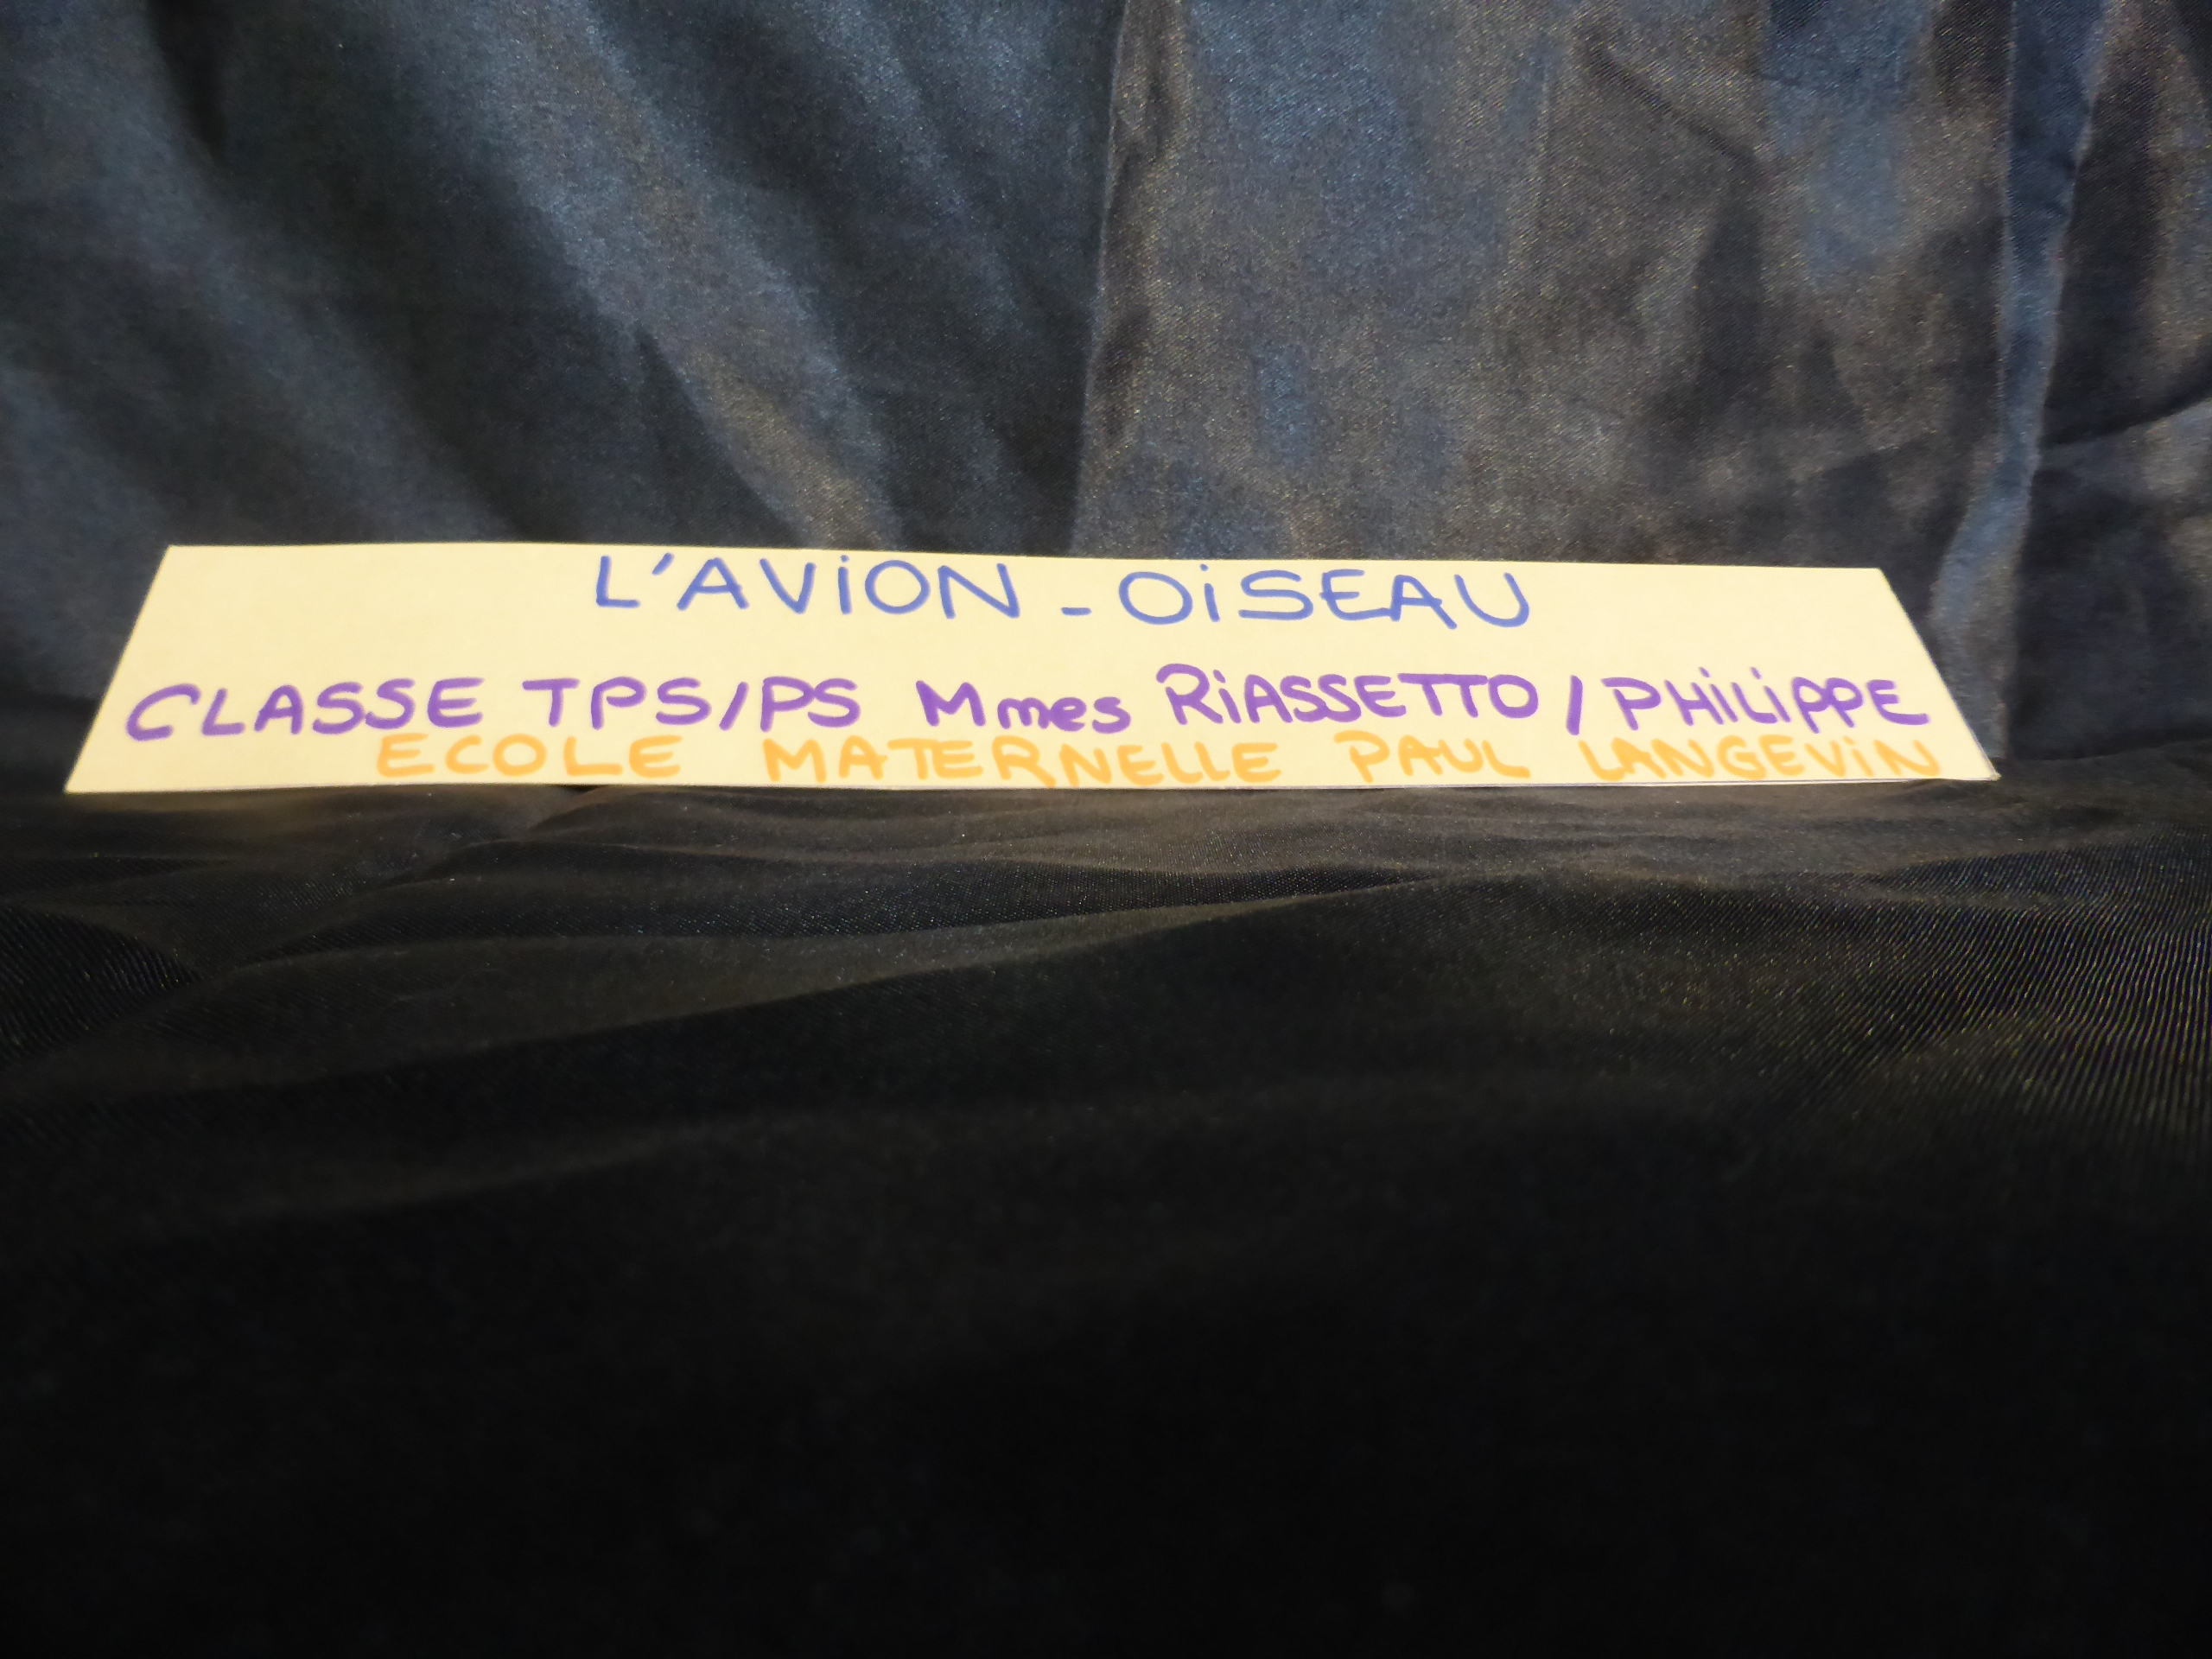 L'AViON - OiSEAU
CLASSE TPS/PS Mmes RiASSETTO / PHiLiPPE
ECOLE MATERNELLE PAUL LANGEViN